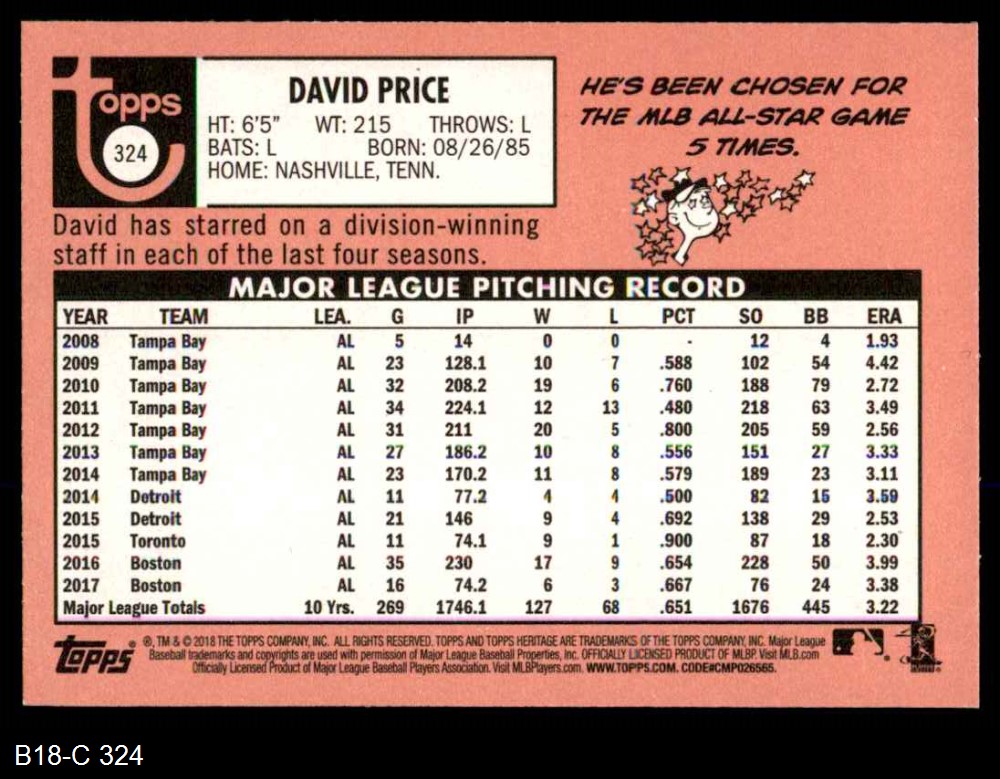 topps
324
DAVID PRICE
HT: 6'5" WT: 215 THROWS: L
BATS: L BORN: 08/26/85
HOME: NASHVILLE, TENN.
HE'S BEEN CHOSEN FOR
THE MLB ALL-STAR GAME
5 TIMES.
David has starred on a division-winning
staff in each of the last four seasons.
MAJOR LEAGUE PITCHING RECORD
YEAR TEAM LEA. G IP W L PCT SO BB ERA
2008 Tampa Bay AL 5 14 0 0 - 12 4 1.93
2009 Tampa Bay AL 23 128.1 10 7 .588 102 54 4.42
2010 Tampa Bay AL 32 208.2 19 6 .760 188 79 2.72
2011 Tampa Bay AL 34 224.1 12 13 .480 218 63 3.49
2012 Tampa Bay AL 31 211 20 5 .800 205 59 2.56
2013 Tampa Bay AL 27 186.2 10 8 .556 151 27 3.33
2014 Tampa Bay AL 23 170.2 11 8 .579 189 23 3.11
2014 Detroit AL 11 77.2 4 4 .500 82 15 3.59
2015 Detroit AL 21 146 9 4 .692 138 29 2.53
2015 Toronto AL 11 74.1 9 1 .900 87 18 2.30
2016 Boston AL 35 230 17 9 .654 228 50 3.99
2017 Boston AL 16 74.2 6 3 .667 76 24 3.38
Major League Totals 10 Yrs. 269 1746.1 127 68 .651 1676 445 3.22
topps® ®, TM & © 2018 THE TOPPS COMPANY, INC. ALL RIGHTS RESERVED. TOPPS AND TOPPS HERITAGE ARE TRADEMARKS OF THE TOPPS COMPANY, INC. Major League
Baseball trademarks and copyrights are used with permission of Major League Baseball Properties, Inc. OFFICIALLY LICENSED PRODUCT OF MLBP. Visit MLB.com
Officially Licensed Product of Major League Baseball Players Association. Visit MLBPlayers.com. WWW.TOPPS.COM. CODE#CMP026565.
B18-C 324